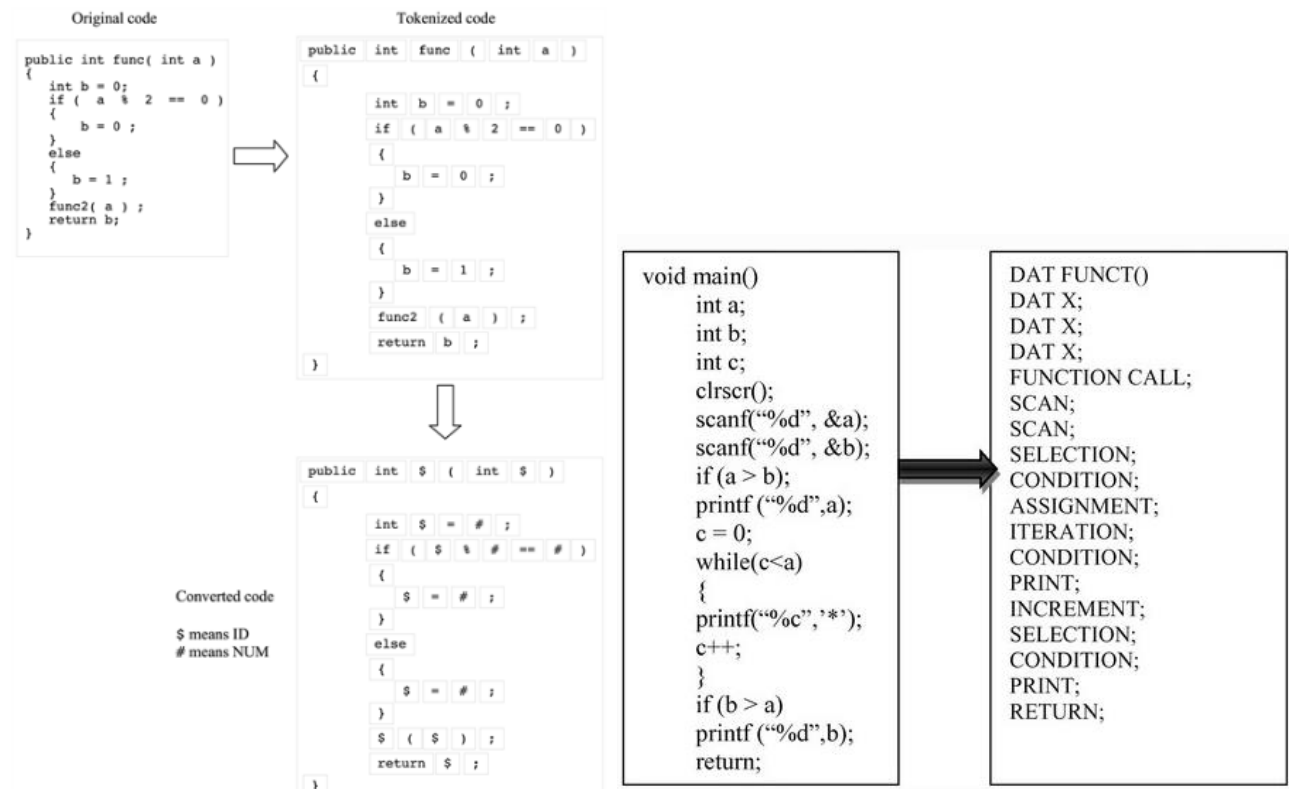 Original code
public int func( int a )
{
int b = 0;
if ( a % 2 == 0 )
{
b = 0 ;
}
else
{
b = 1 ;
}
func2( a ) ;
return b;
}
Tokenized code
public int func ( int a )
{
int b = 0 ;
if ( a % 2 == 0 )
{
b = 0 ;
}
else
{
b = 1 ;
}
func2 ( a ) ;
return b ;
}
Converted code
$ means ID
# means NUM
public int $ ( int $ )
{
int $ = # ;
if ( $ % # == # )
{
$ = # ;
}
else
{
$ = # ;
}
$ ( $ ) ;
return $ ;
}
void main()
int a;
int b;
int c;
clrscr();
scanf(“%d”, &a);
scanf(“%d”, &b);
if (a > b);
printf (“%d”,a);
c = 0;
while(c<a)
{
printf(“%c”,’*’);
c++;
}
if (b > a)
printf (“%d”,b);
return;
DAT FUNCT()
DAT X;
DAT X;
DAT X;
FUNCTION CALL;
SCAN;
SCAN;
SELECTION;
CONDITION;
ASSIGNMENT;
ITERATION;
CONDITION;
PRINT;
INCREMENT;
SELECTION;
CONDITION;
PRINT;
RETURN;